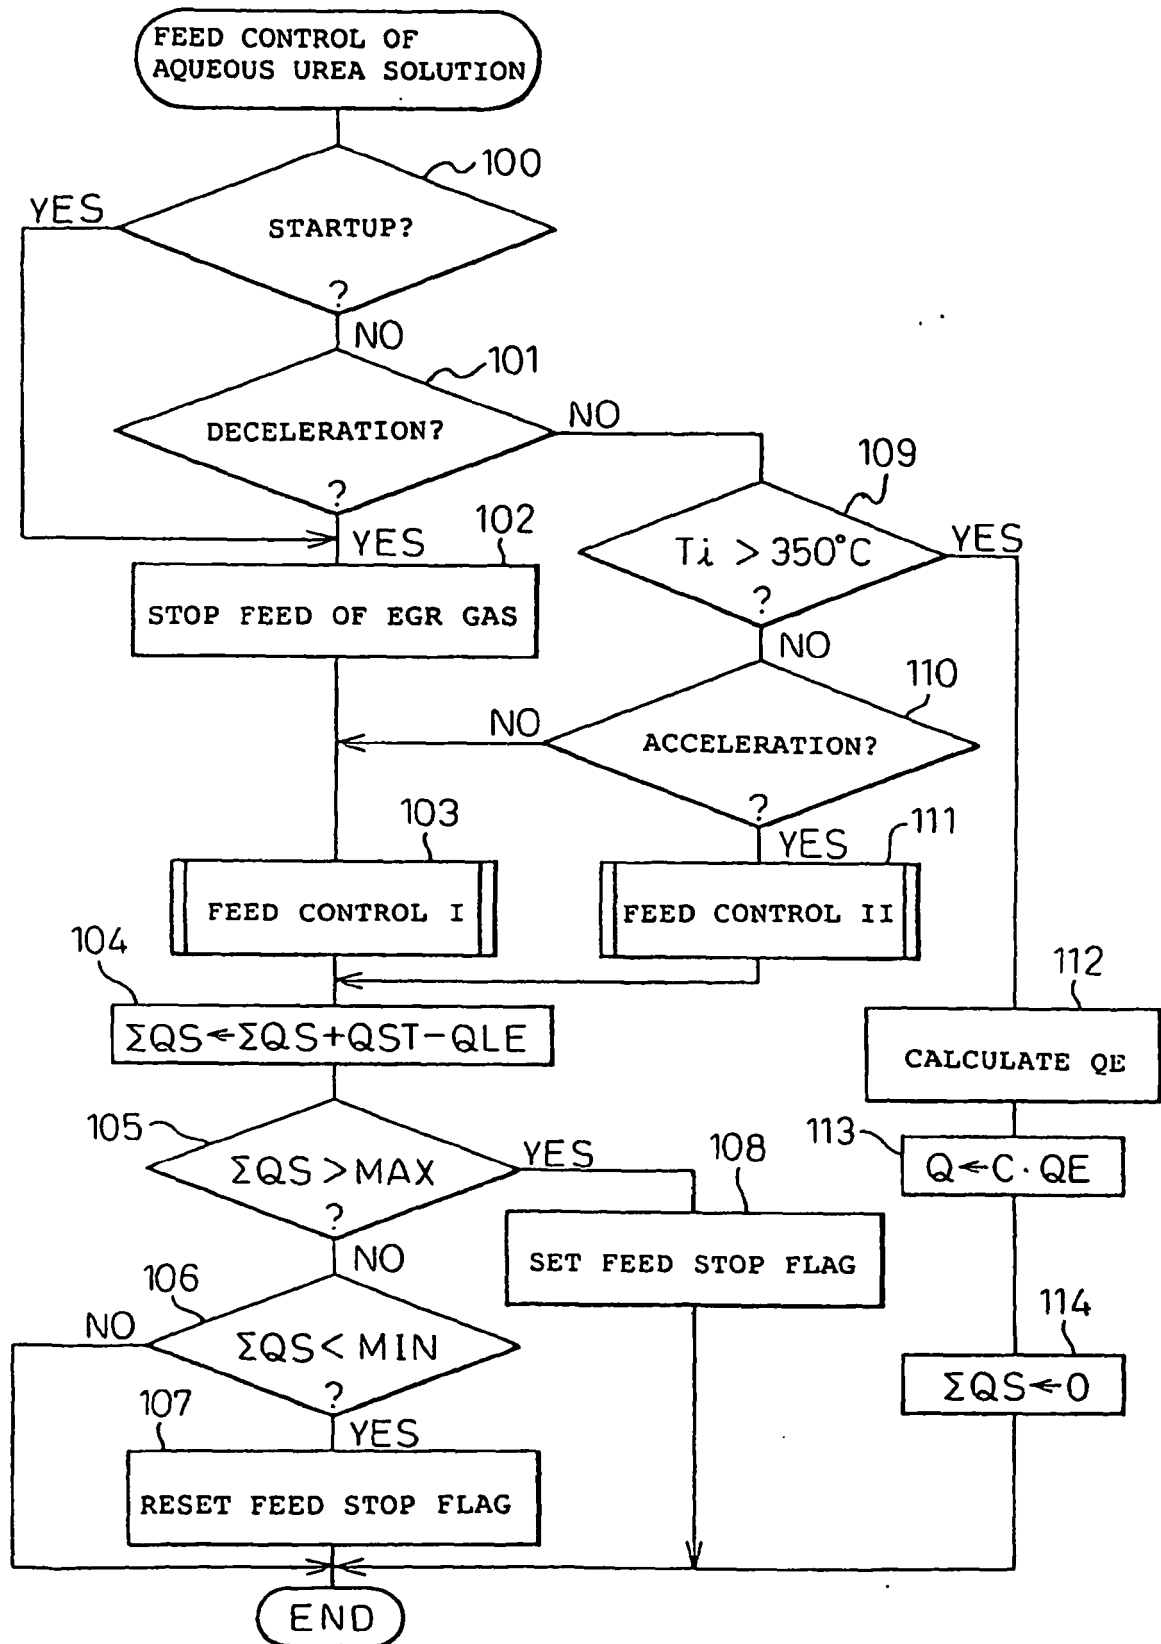 FEED CONTROL OF
AQUEOUS UREA SOLUTION
100
YES
STARTUP?
?
NO
101
DECELERATION?
NO
?
109
102
YES
Ti > 350°C
YES
?
STOP FEED OF EGR GAS
NO
110
NO
ACCELERATION?
?
103
YES
111
FEED CONTROL I
FEED CONTROL II
104
112
ΣQS←ΣQS+QST−QLE
CALCULATE QE
105
YES
108
113
ΣQS > MAX
Q←C·QE
?
NO
SET FEED STOP FLAG
106
114
NO
ΣQS < MIN
ΣQS←0
?
107
YES
RESET FEED STOP FLAG
END